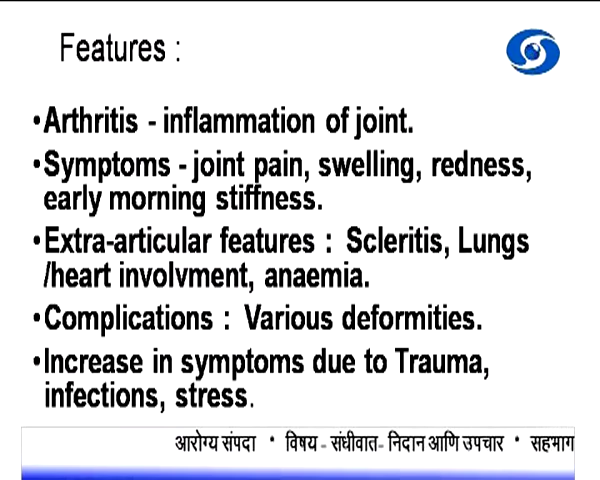 Features :
•Arthritis - inflammation of joint.
•Symptoms - joint pain, swelling, redness,
early morning stiffness.
•Extra-articular features : Scleritis, Lungs
/heart involvment, anaemia.
•Complications : Various deformities.
•Increase in symptoms due to Trauma,
infections, stress.
आरोग्य संपदा * विषय - संधीवात- निदान आणि उपचार * सहभाग